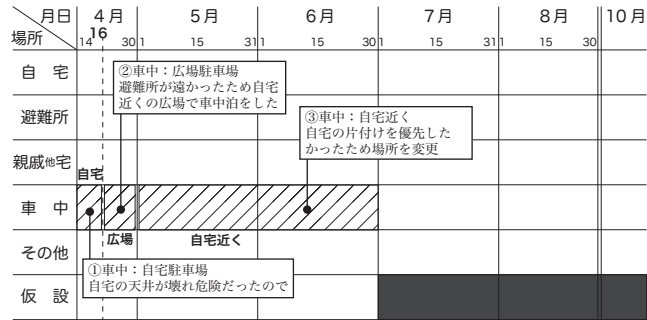 月日 4月 5月 6月 7月 8月 10月
場所 14 16 30 1 15 31 1 15 30 1 15 31 1 15 30
自宅
②車中：広場駐車場
避難所が遠かったため自宅
近くの広場で車中泊をした
避難所
③車中：自宅近く
自宅の片付けを優先した
かったため場所を変更
親戚他宅
自宅
車中
広場 自宅近く
その他
①車中：自宅駐車場
自宅の天井が壊れ危険だったので
仮設